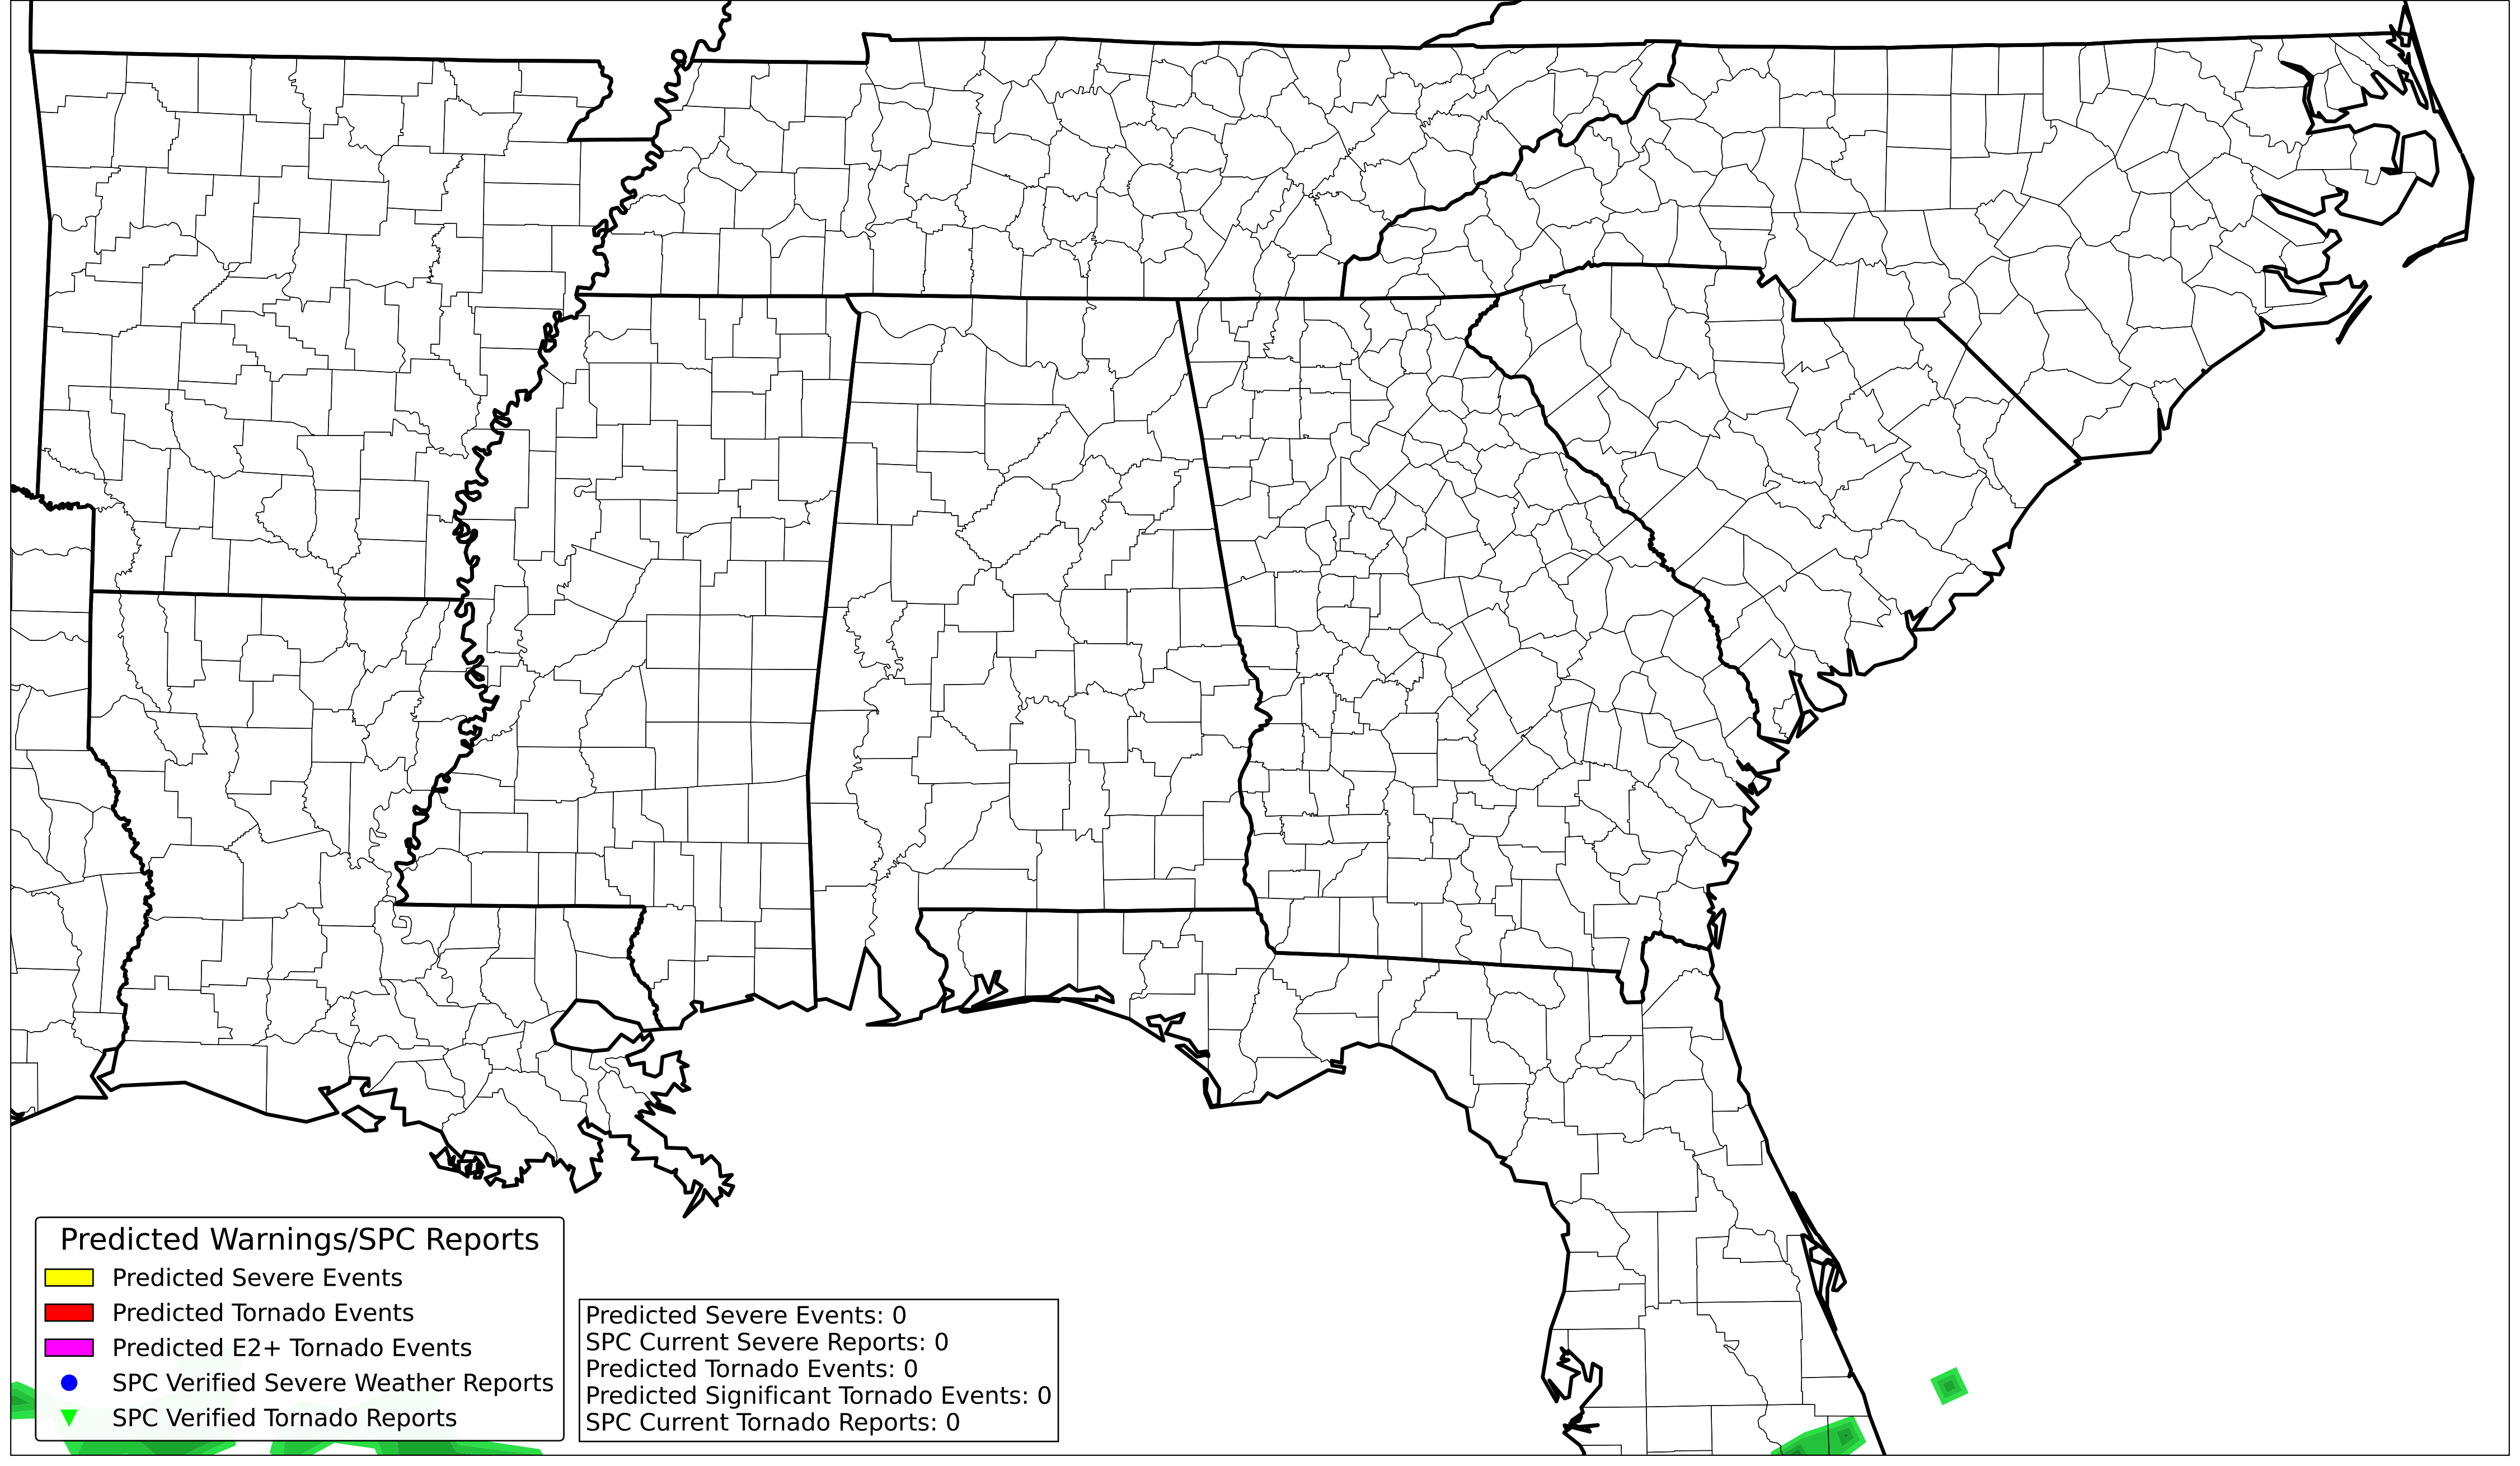 Predicted Warnings/SPC Reports
Predicted Severe Events
Predicted Tornado Events
Predicted E2+ Tornado Events
SPC Verified Severe Weather Reports
SPC Verified Tornado Reports
Predicted Severe Events: 0
SPC Current Severe Reports: 0
Predicted Tornado Events: 0
Predicted Significant Tornado Events: 0
SPC Current Tornado Reports: 0